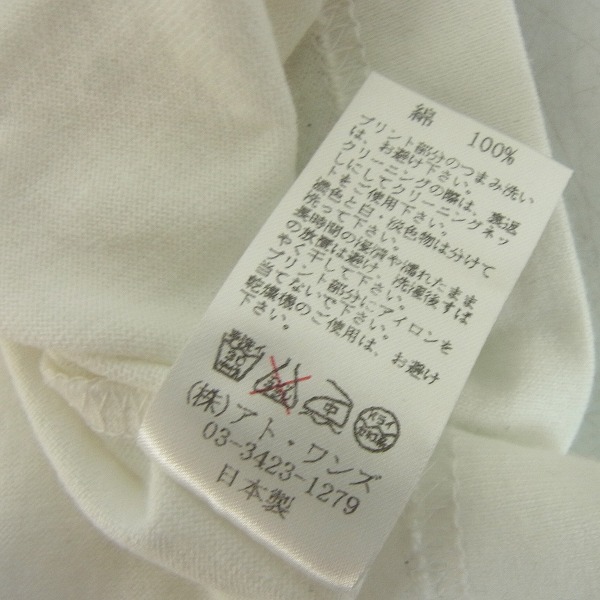 綿 100%
プリント部分のつまみ洗い
は、お避け下さい。
クリーニングの際は、裏返
しにしてクリーニングネッ
トをご使用下さい。
濃色と白・淡色物は分けて
洗って下さい。
長時間の浸漬や濡れたまま
の放置は避け、洗濯後すば
やく干して下さい。
プリント部分にアイロンを
当てないで下さい。
乾燥機のご使用は、お避け
下さい。
手洗イ
30
中
ドライ
(株)アト・ワンズ
03-3423-1279
日本製